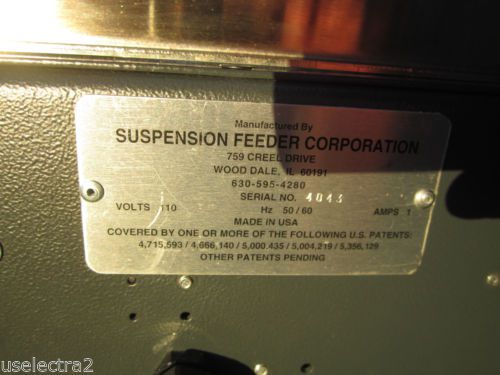 Manufactured By
SUSPENSION FEEDER CORPORATION
759 CREEL DRIVE
WOOD DALE, IL 60191
630-595-4280
SERIAL NO. 4043
VOLTS 110 Hz 50/60 AMPS 1
MADE IN USA
COVERED BY ONE OR MORE OF THE FOLLOWING U.S. PATENTS:
4,715,593 / 4,666,140 / 5,000.435 / 5,004,219 / 5,356,129
OTHER PATENTS PENDING
uselectra2